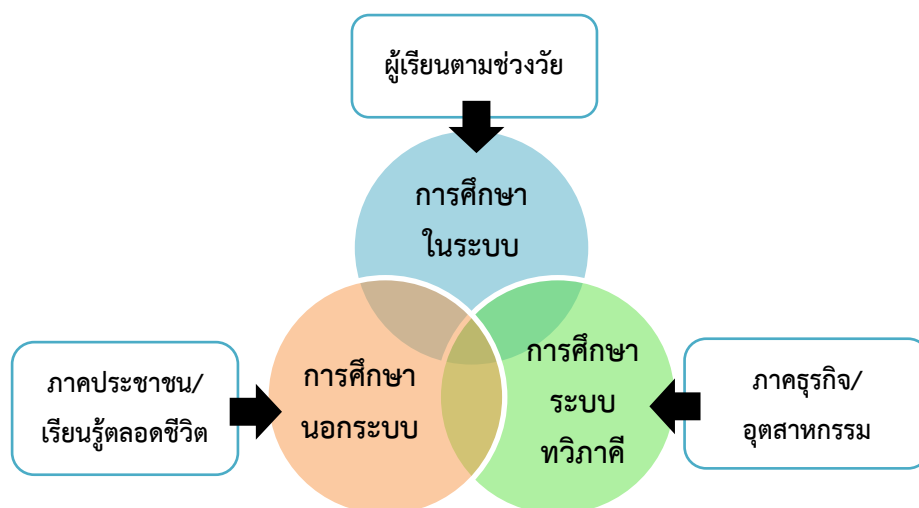 ผู้เรียนตามช่วงวัย
การศึกษา
ในระบบ
ภาคประชาชน/
เรียนรู้ตลอดชีวิต
การศึกษา
นอกระบบ
การศึกษา
ระบบ
ทวิภาคี
ภาคธุรกิจ/
อุตสาหกรรม